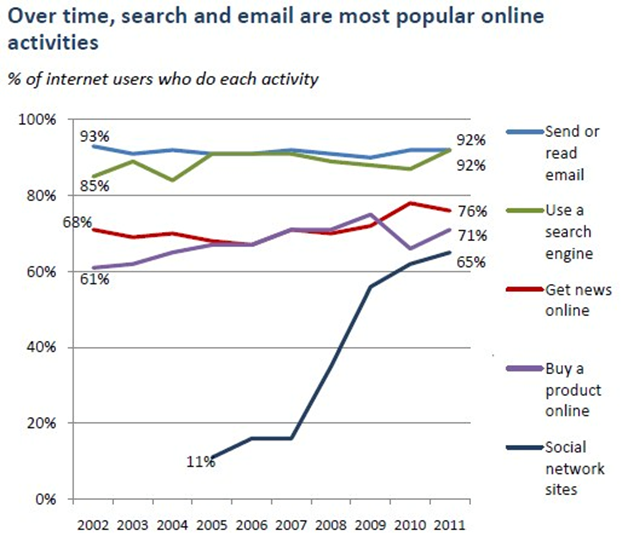 Over time, search and email are most popular online
activities
% of internet users who do each activity
100%
80%
60%
40%
20%
0%
93%
85%
68%
61%
11%
92%
92%
76%
71%
65%
2002 2003 2004 2005 2006 2007 2008 2009 2010 2011
Send or
read
email
Use a
search
engine
Get news
online
Buy a
product
online
Social
network
sites